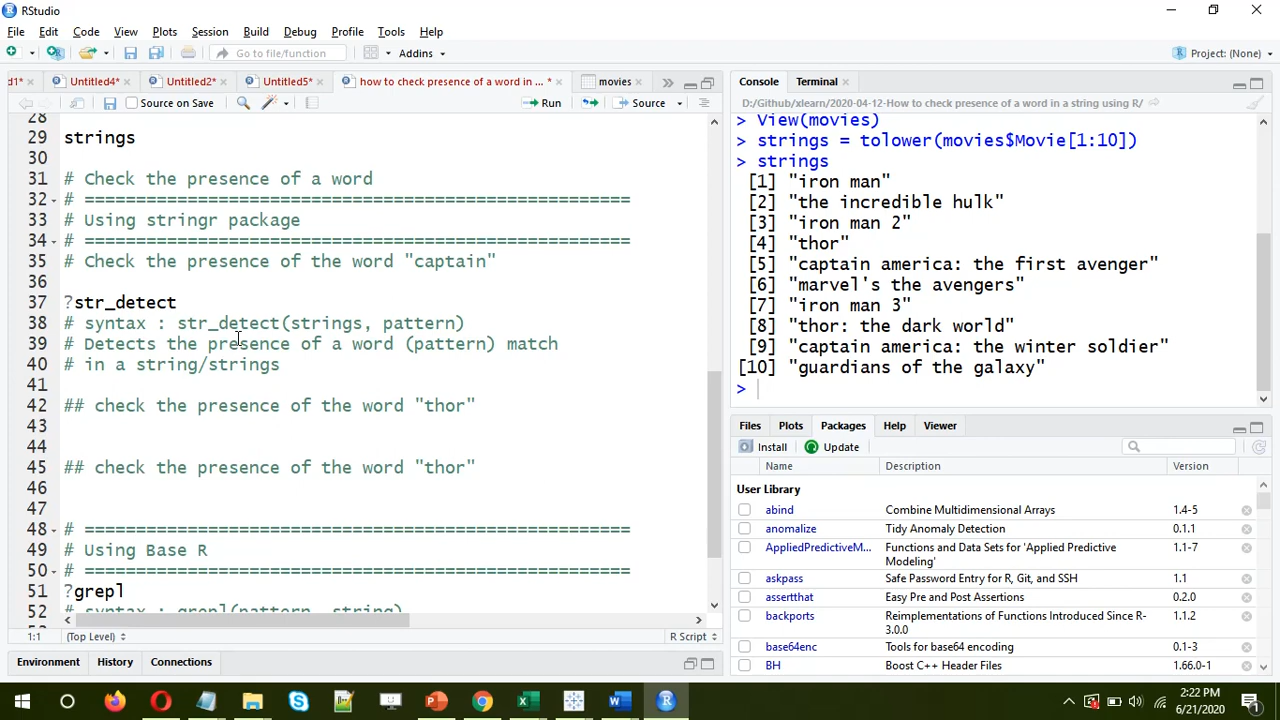 RStudio
File Edit Code View Plots Session Build Debug Profile Tools Help
Go to file/function Addins Project: (None)
d1* Untitled4* Untitled2* Untitled5* how to check presence of a word in ... * movies
Source on Save Run Source
28
29 strings
30
31 # Check the presence of a word
32 # =====================================================
33 # Using stringr package
34 # =====================================================
35 # Check the presence of the word "captain"
36
37 ?str_detect
38 # syntax : str_detect(strings, pattern)
39 # Detects the presence of a word (pattern) match
40 # in a string/strings
41
42 ## check the presence of the word "thor"
43
44
45 ## check the presence of the word "thor"
46
47
48 # =====================================================
49 # Using Base R
50 # =====================================================
51 ?grepl
52 # syntax : grepl(pattern, string)
1:1 (Top Level) R Script
Environment History Connections
Console Terminal
D:/Github/xlearn/2020-04-12-How to check presence of a word in a string using R/
> View(movies)
> strings = tolower(movies$Movie[1:10])
> strings
[1] "iron man"
[2] "the incredible hulk"
[3] "iron man 2"
[4] "thor"
[5] "captain america: the first avenger"
[6] "marvel's the avengers"
[7] "iron man 3"
[8] "thor: the dark world"
[9] "captain america: the winter soldier"
[10] "guardians of the galaxy"
>
Files Plots Packages Help Viewer
Install Update
Name Description Version
User Library
abind Combine Multidimensional Arrays 1.4-5
anomalize Tidy Anomaly Detection 0.1.1
AppliedPredictiveM... Functions and Data Sets for 'Applied Predictive 1.1-7
Modeling'
askpass Safe Password Entry for R, Git, and SSH 1.1
assertthat Easy Pre and Post Assertions 0.2.0
backports Reimplementations of Functions Introduced Since R- 1.1.2
3.0.0
base64enc Tools for base64 encoding 0.1-3
BH Boost C++ Header Files 1.66.0-1
2:22 PM
6/21/2020